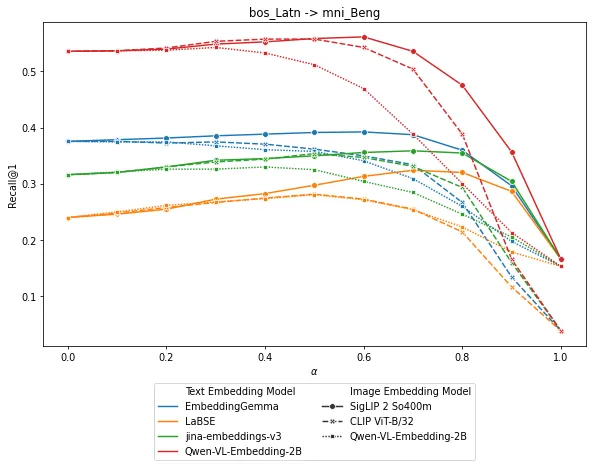 bos_Latn -> mni_Beng
Recall@1
0.5
0.4
0.3
0.2
0.1
0.0 0.2 0.4 0.6 0.8 1.0
α
Text Embedding Model Image Embedding Model
EmbeddingGemma SigLIP 2 So400m
LaBSE CLIP ViT-B/32
jina-embeddings-v3 Qwen-VL-Embedding-2B
Qwen-VL-Embedding-2B